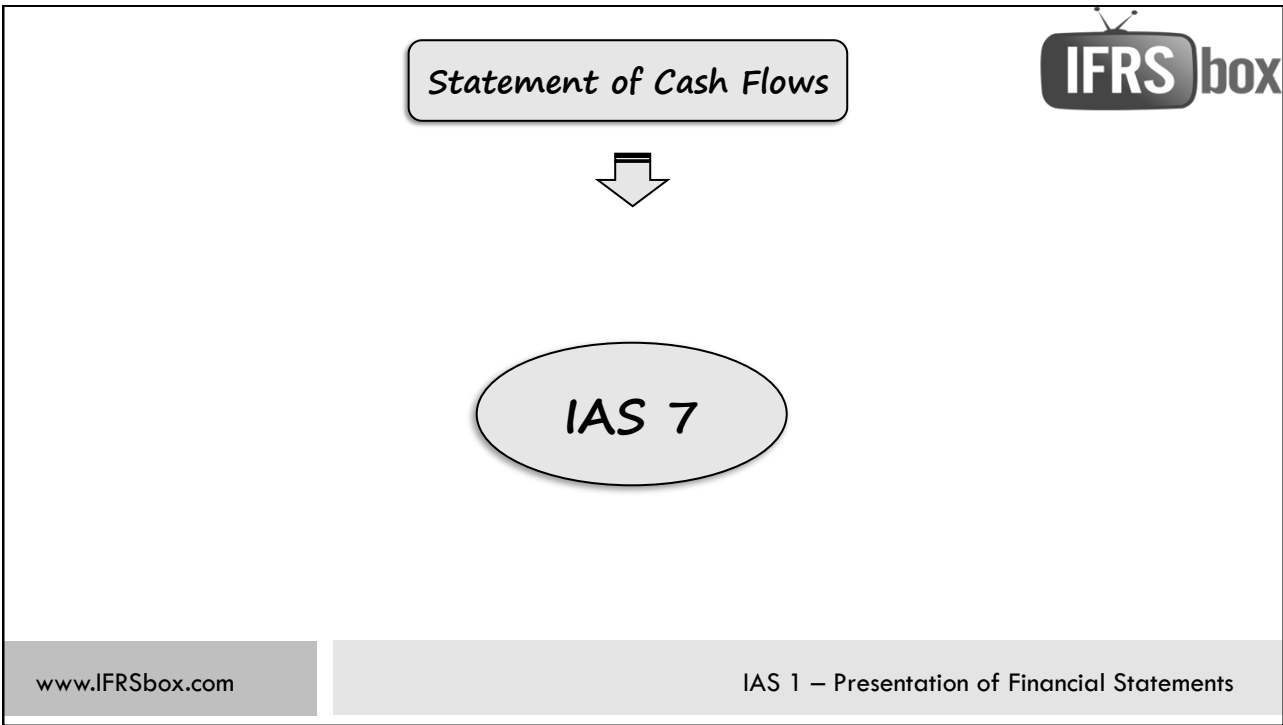 Statement of Cash Flows
IFRS box
IAS 7
www.IFRSbox.com
IAS 1 – Presentation of Financial Statements